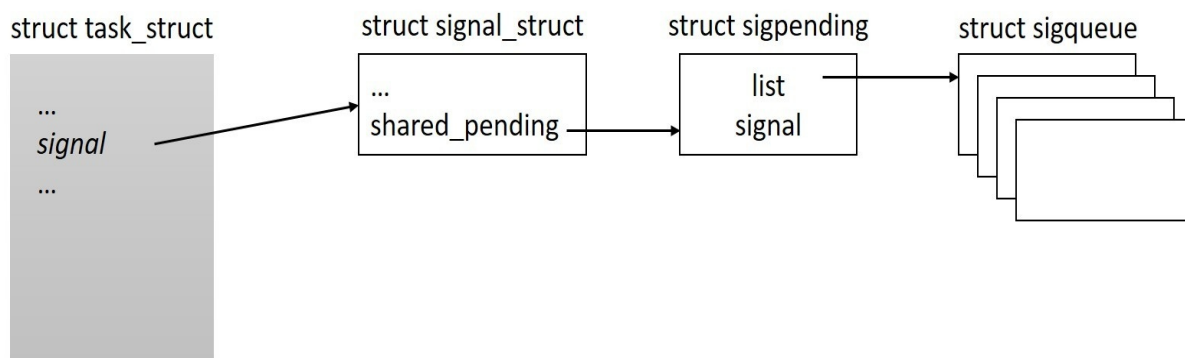 struct task_struct
...
signal
...
struct signal_struct
...
shared_pending
struct sigpending
list
signal
struct sigqueue